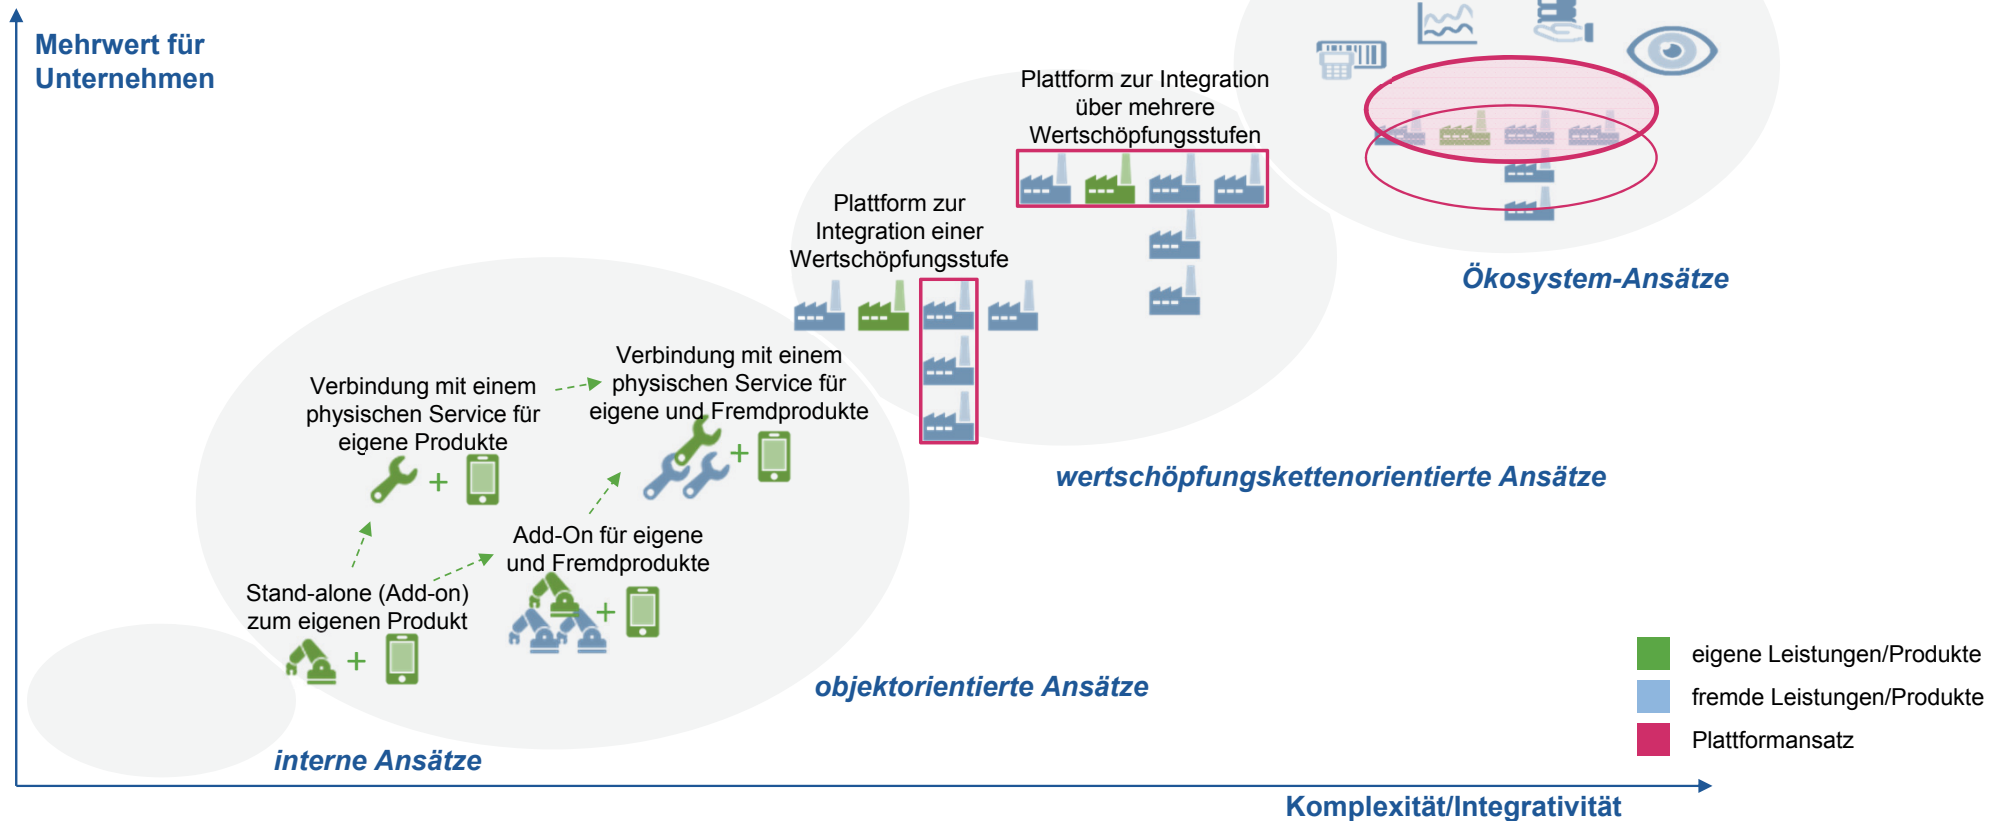 Mehrwert für
Unternehmen
Plattform zur Integration
über mehrere
Wertschöpfungsstufen
Plattform zur
Integration einer
Wertschöpfungsstufe
Ökosystem-Ansätze
Verbindung mit einem
physischen Service für
eigene und Fremdprodukte
Verbindung mit einem
physischen Service für
eigene Produkte
wertschöpfungskettenorientierte Ansätze
Add-On für eigene
und Fremdprodukte
Stand-alone (Add-on)
zum eigenen Produkt
objektorientierte Ansätze
interne Ansätze
eigene Leistungen/Produkte
fremde Leistungen/Produkte
Plattformansatz
Komplexität/Integrativität